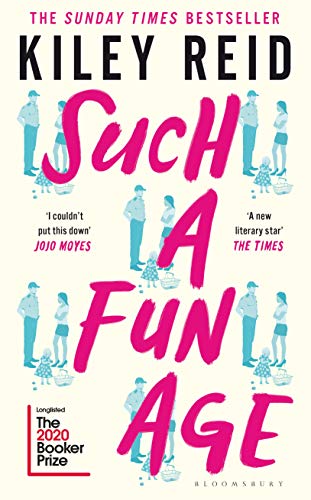 THE SUNDAY TIMES BESTSELLER
KILEY REID
SUCH
A
FUN
AGE
'I couldn't
put this down'
JOJO MOYES
'A new
literary star'
THE TIMES
Longlisted
The
2020
Booker
Prize
BLOOMSBURY